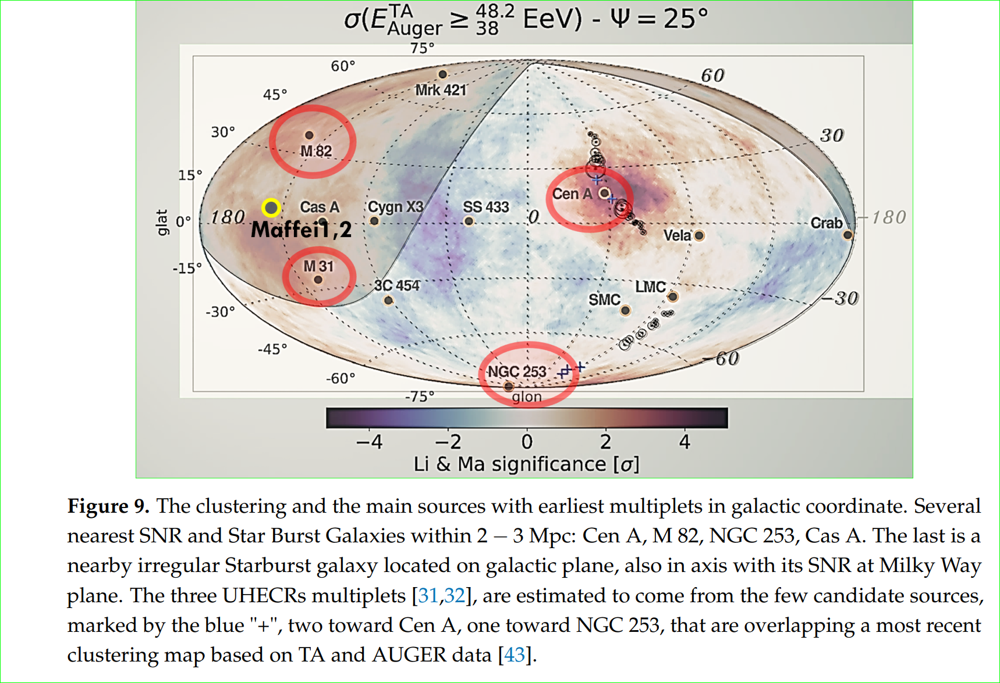 σ(E^TA_Auger ≥ ^48.2_38 EeV) - Ψ = 25°
75°
60°
60
Mrk 421
45°
30°
30
M 82
15°
Cen A
Cas A
Cygn X3
SS 433
glat
0°
180
0
Crab
180
Maffei1,2
Vela
-15°
M 31
3C 454
LMC
SMC
−30
-30°
-45°
−60
NGC 253
-60°
-75°
glon
−4 −2 0 2 4
Li & Ma significance [σ]
Figure 9. The clustering and the main sources with earliest multiplets in galactic coordinate. Several
nearest SNR and Star Burst Galaxies within 2 − 3 Mpc: Cen A, M 82, NGC 253, Cas A. The last is a
nearby irregular Starburst galaxy located on galactic plane, also in axis with its SNR at Milky Way
plane. The three UHECRs multiplets [31,32], are estimated to come from the few candidate sources,
marked by the blue "+", two toward Cen A, one toward NGC 253, that are overlapping a most recent
clustering map based on TA and AUGER data [43].